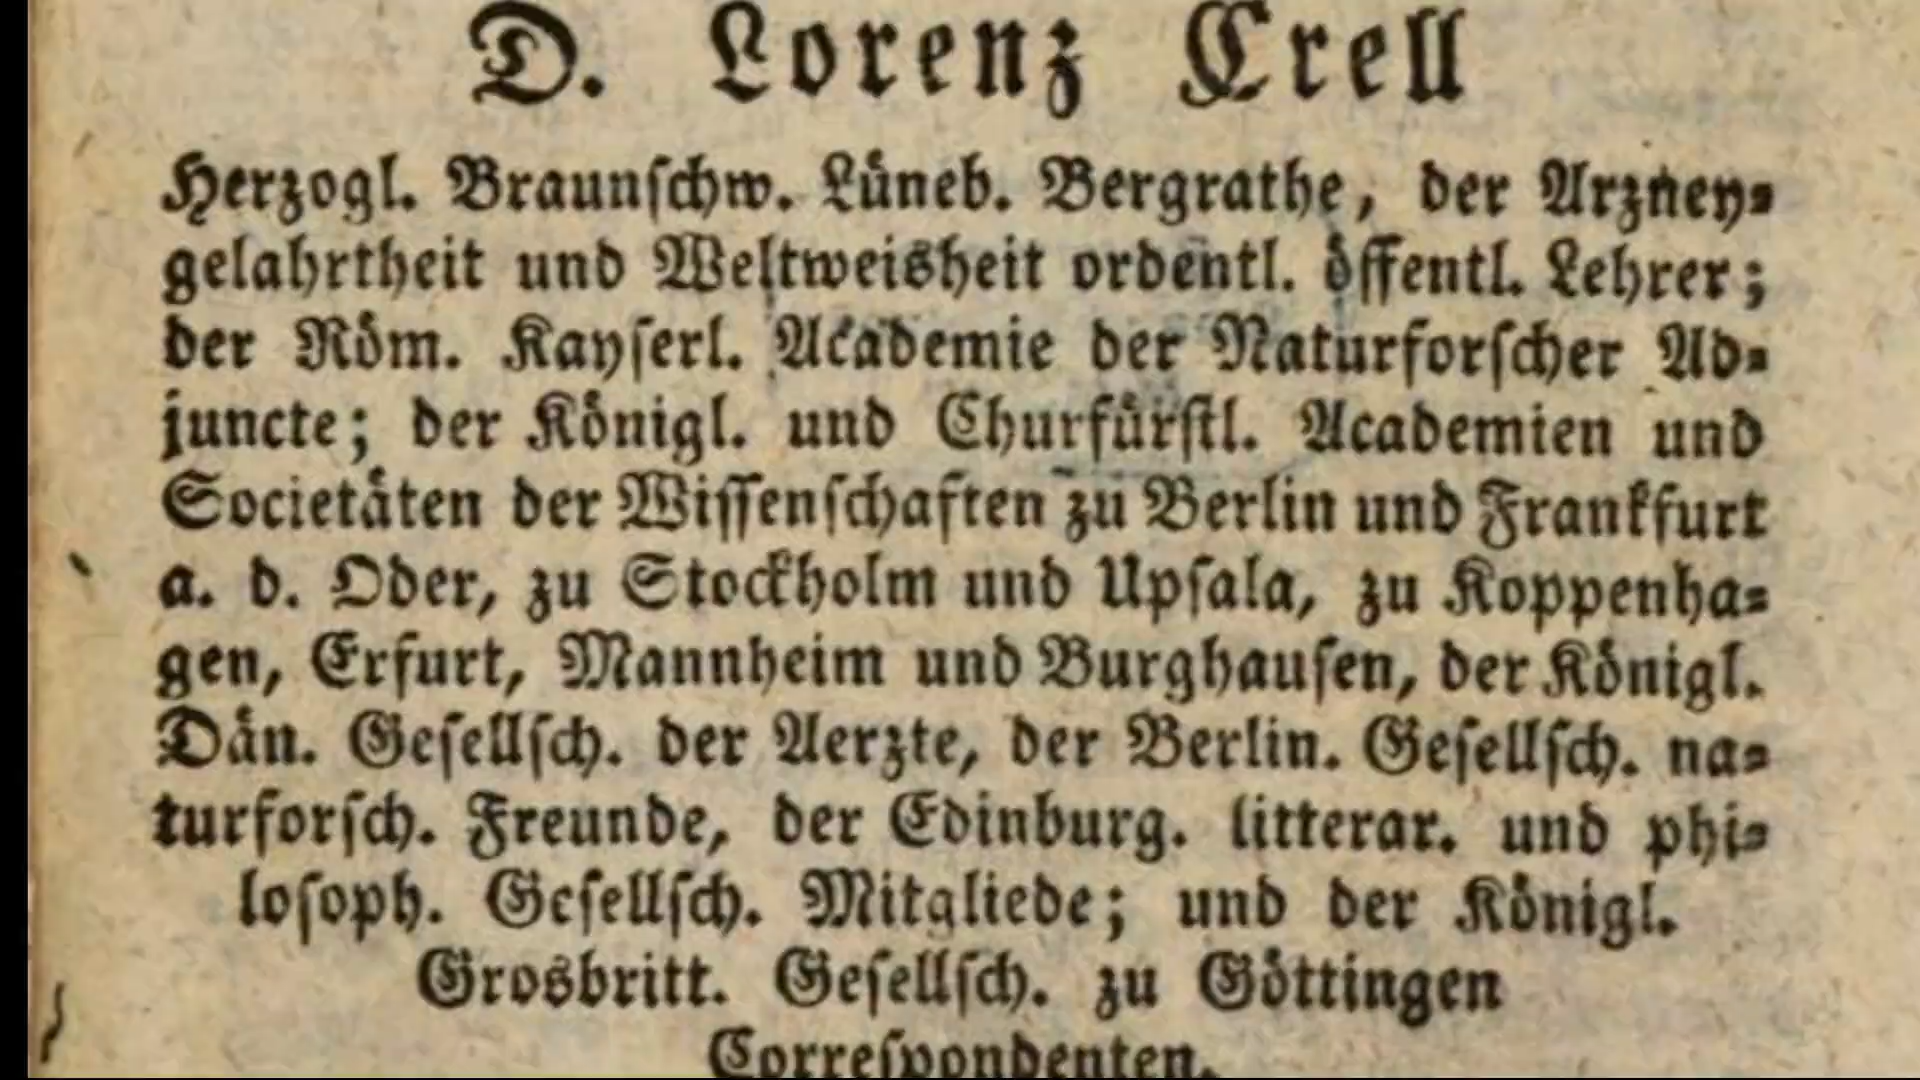 D. Lorenz Crell
Herzogl. Braunſchw. Lüneb. Bergrathe, der Arzney-
gelahrtheit und Weltweisheit ordentl. öffentl. Lehrer;
der Röm. Kayſerl. Academie der Naturforſcher Ad-
juncte; der Königl. und Churfürſtl. Academien und
Societäten der Wiſſenſchaften zu Berlin und Frankfurt
a. d. Oder, zu Stockholm und Upſala, zu Koppenha-
gen, Erfurt, Mannheim und Burghauſen, der Königl.
Dän. Geſellſch. der Aerzte, der Berlin. Geſellſch. na-
turforſch. Freunde, der Edinburg. litterar. und phi-
loſoph. Geſellſch. Mitgliede; und der Königl.
Grosbritt. Geſellſch. zu Göttingen
Correſpondenten.